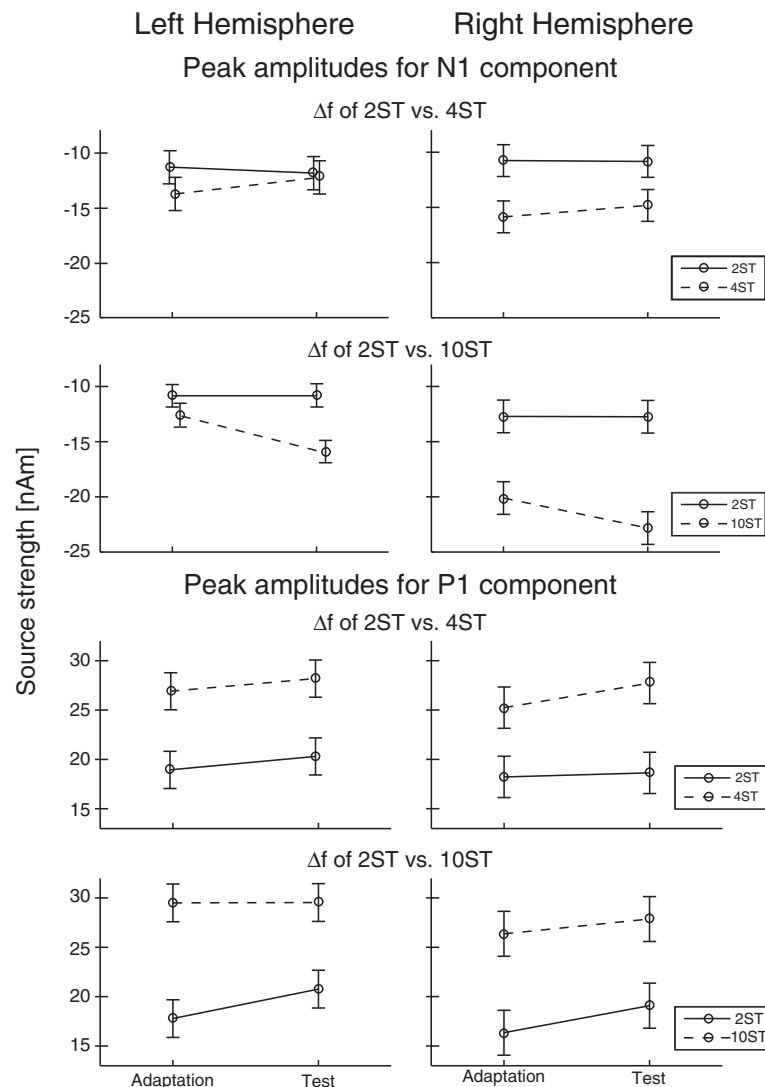 Left Hemisphere Right Hemisphere
Peak amplitudes for N1 component
Δf of 2ST vs. 4ST
-10
-15
-20
-25
2ST
4ST
Δf of 2ST vs. 10ST
-10
-15
-20
-25
2ST
10ST
Source strength [nAm]
Peak amplitudes for P1 component
Δf of 2ST vs. 4ST
30
25
20
15
2ST
4ST
Δf of 2ST vs. 10ST
30
25
20
15
2ST
10ST
Adaptation Test Adaptation Test